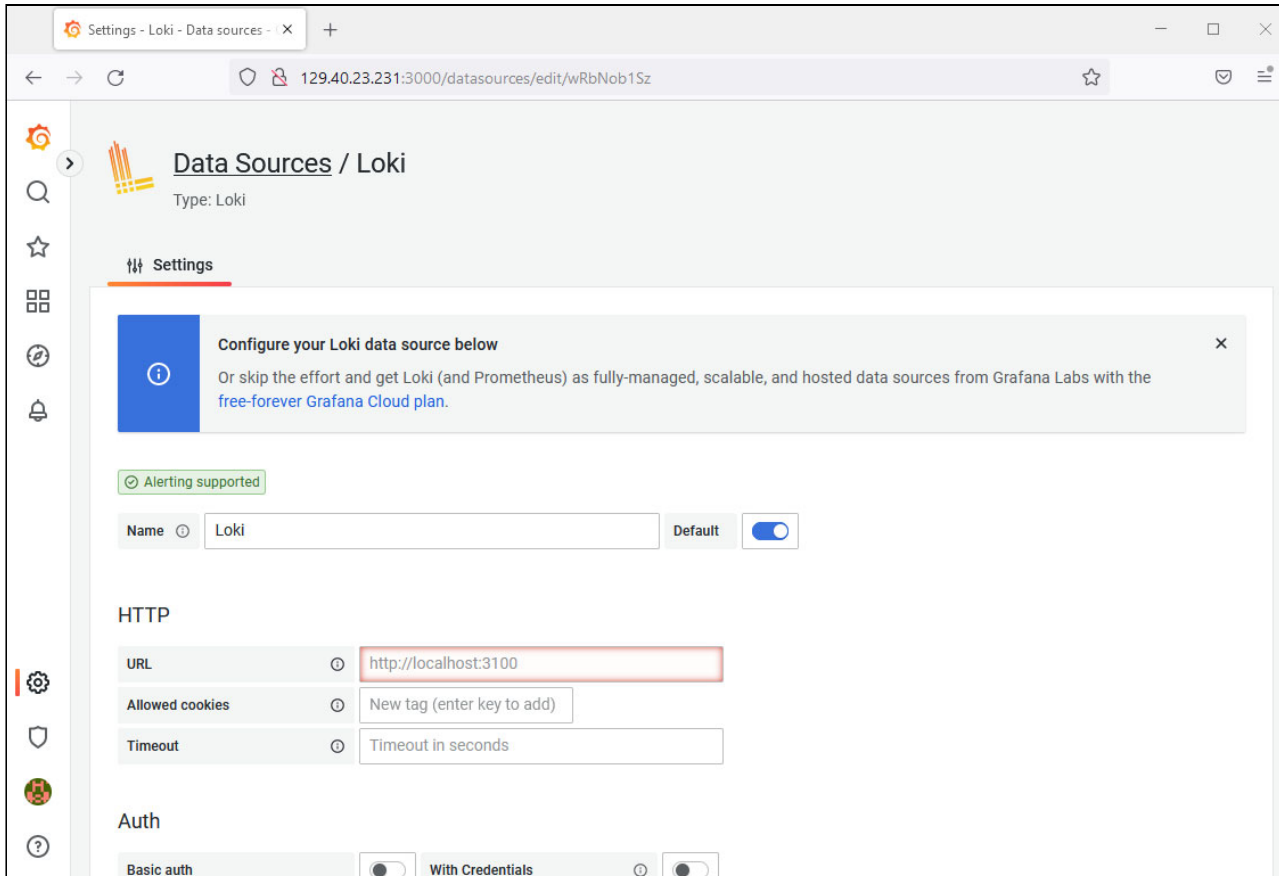 Settings - Loki - Data sources -
129.40.23.231:3000/datasources/edit/wRbNob1Sz
Data Sources / Loki
Type: Loki
Settings
Configure your Loki data source below
Or skip the effort and get Loki (and Prometheus) as fully-managed, scalable, and hosted data sources from Grafana Labs with the
free-forever Grafana Cloud plan.
Alerting supported
Name Loki Default
HTTP
URL http://localhost:3100
Allowed cookies New tag (enter key to add)
Timeout Timeout in seconds
Auth
Basic auth With Credentials